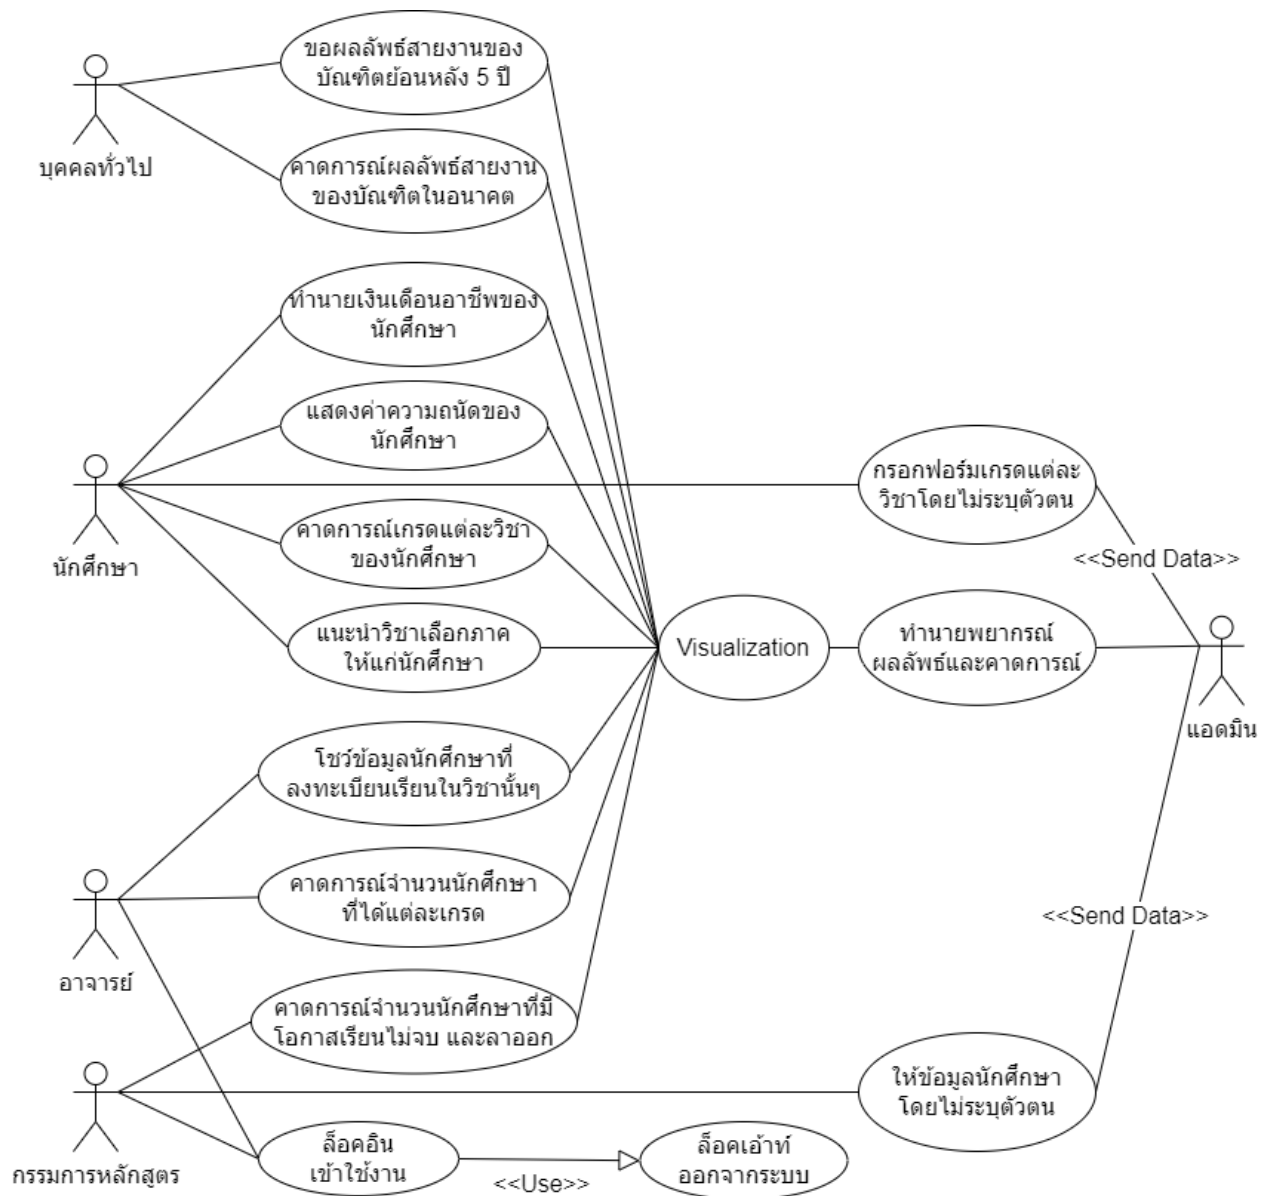 ขอผลลัพธ์สายงานของ
บัณฑิตย้อนหลัง 5 ปี
บุคคลทั่วไป
คาดการณ์ผลลัพธ์สายงาน
ของบัณฑิตในอนาคต
ทำนายเงินเดือนอาชีพของ
นักศึกษา
แสดงค่าความถนัดของ
นักศึกษา
กรอกฟอร์มเกรดแต่ละ
วิชาโดยไม่ระบุตัวตน
นักศึกษา
คาดการณ์เกรดแต่ละวิชา
ของนักศึกษา
<<Send Data>>
แนะนำวิชาเลือกภาค
ให้แก่นักศึกษา
Visualization
ทำนายพยากรณ์
ผลลัพธ์และคาดการณ์
แอดมิน
โชว์ข้อมูลนักศึกษาที่
ลงทะเบียนเรียนในวิชานั้นๆ
คาดการณ์จำนวนนักศึกษา
ที่ได้แต่ละเกรด
<<Send Data>>
อาจารย์
คาดการณ์จำนวนนักศึกษาที่มี
โอกาสเรียนไม่จบ และลาออก
ให้ข้อมูลนักศึกษา
โดยไม่ระบุตัวตน
กรรมการหลักสูตร
ล็อคอิน
เข้าใช้งาน
<<Use>>
ล็อคเอ้าท์
ออกจากระบบ